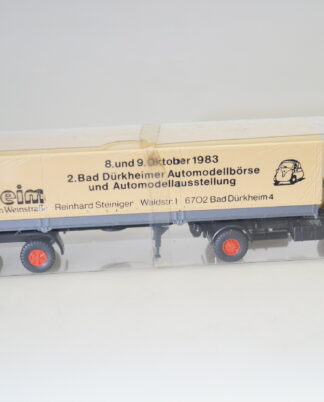 8. und 9. Oktober 1983
2. Bad Dürkheimer Automodellbörse
und Automodellausstellung
eim
Weinstraße
Reinhard Steiniger Waldstr. 1 6702 Bad Dürkheim 4